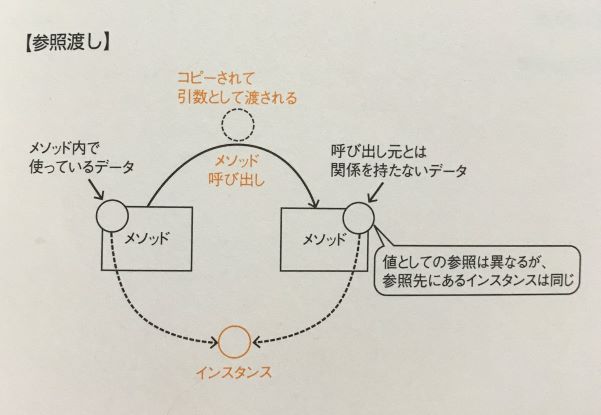 【参照渡し】
コピーされて
引数として渡される
メソッド内で
使っているデータ
メソッド
呼び出し
呼び出し元とは
関係を持たないデータ
メソッド
メソッド
値としての参照は異なるが、
参照先にあるインスタンスは同じ
インスタンス